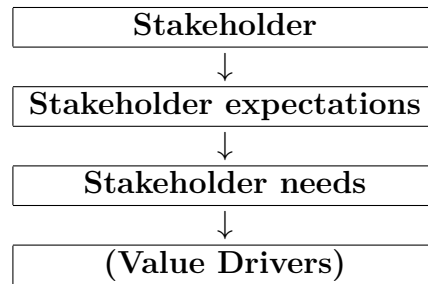 Stakeholder
↓
Stakeholder expectations
↓
Stakeholder needs
↓
(Value Drivers)